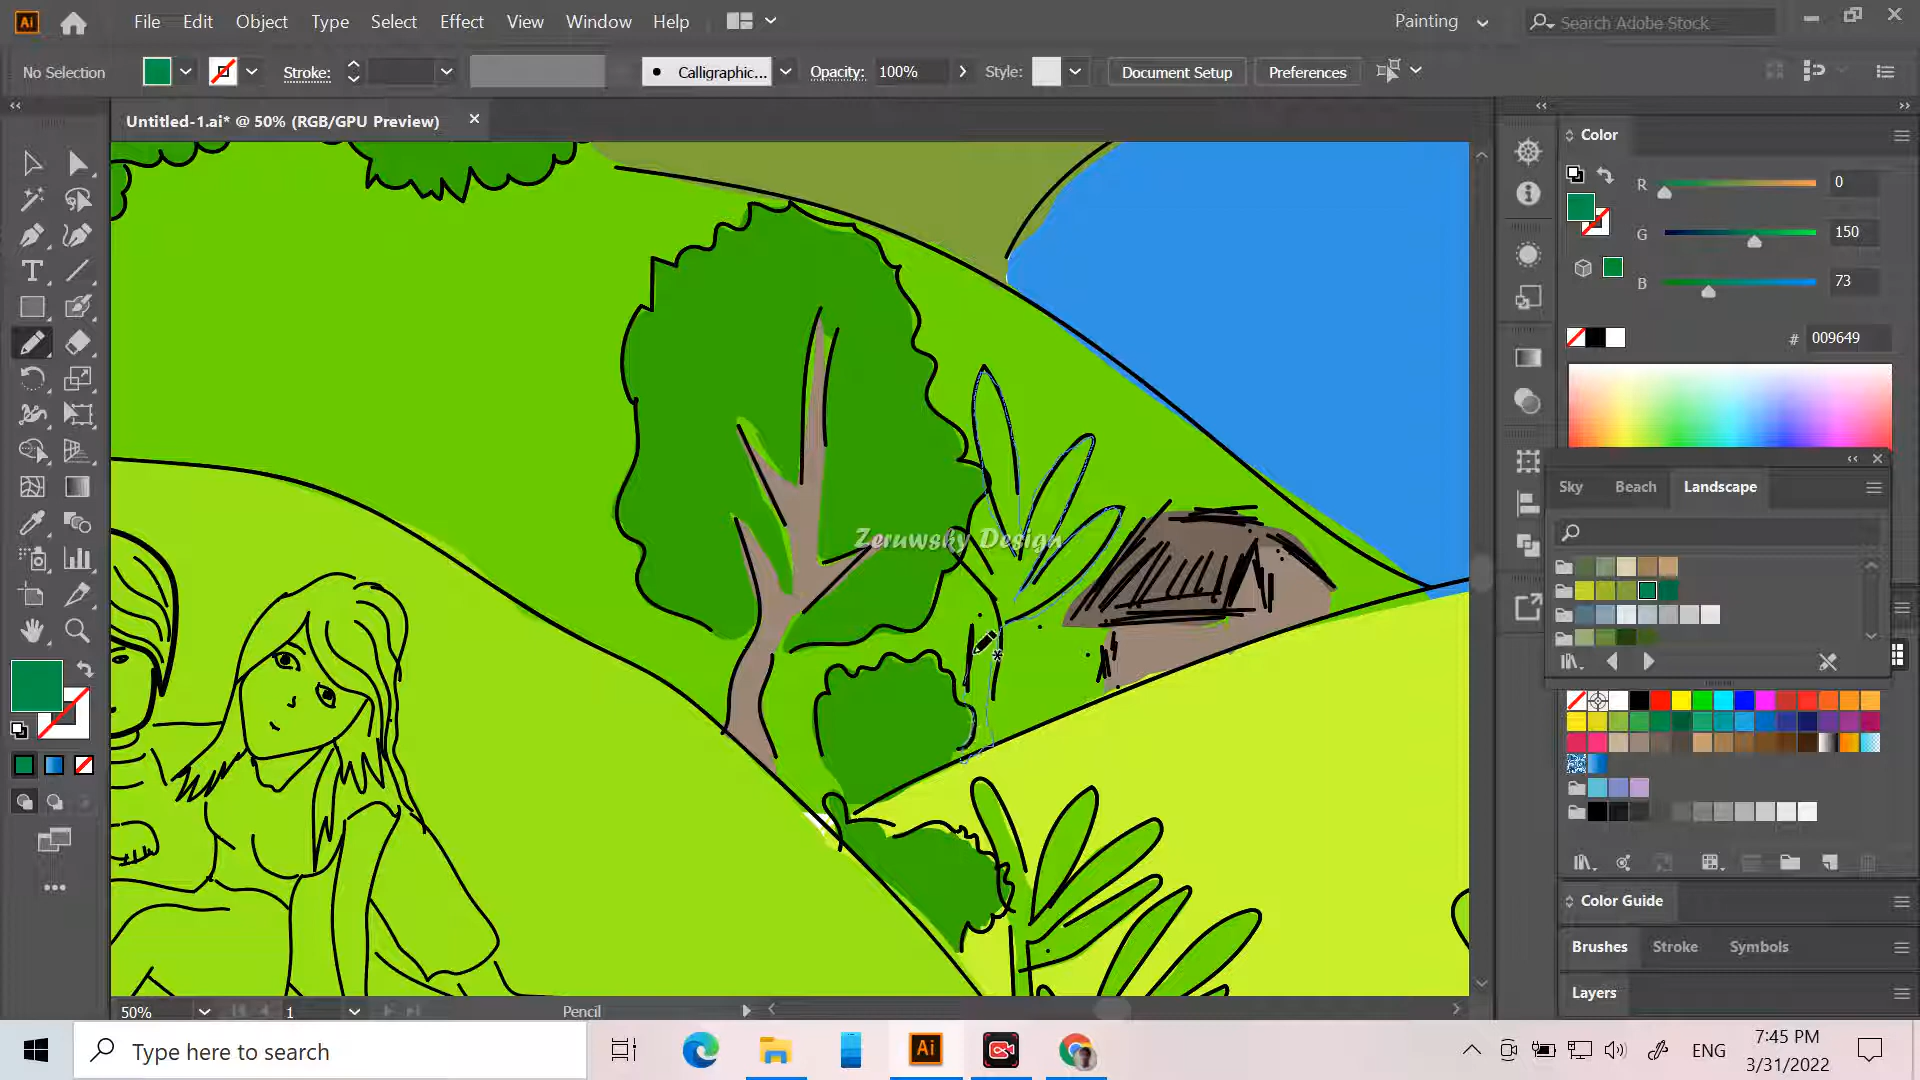 Ai File Edit Object Type Select Effect View Window Help Painting Search Adobe Stock
No Selection Stroke: Calligraphic... Opacity: 100% Style: Document Setup Preferences
Untitled-1.ai* @ 50% (RGB/GPU Preview)
Color
R 0
G 150
B 73
# 009649
Sky Beach Landscape
Zeruwsky Design
Color Guide
Brushes Stroke Symbols
Layers
50% 1 Pencil
Type here to search
Ai
ENG
7:45 PM
3/31/2022